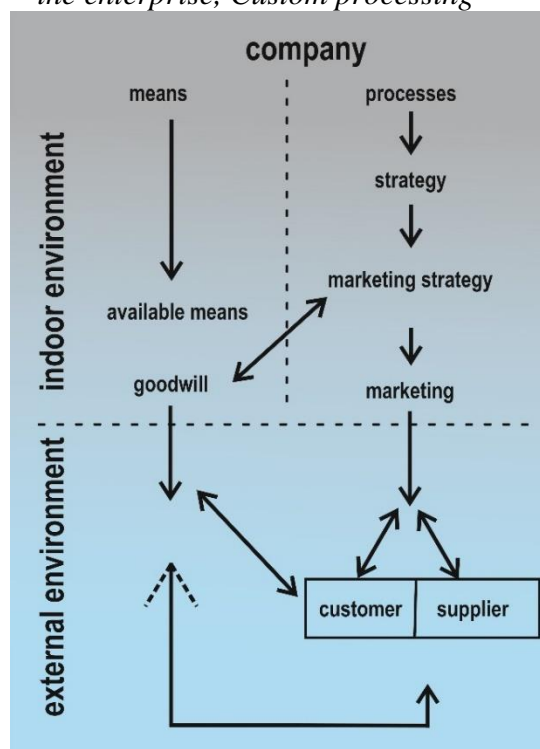 the enterprise; Custom processing
company
means
processes
strategy
marketing strategy
available means
goodwill
marketing
indoor environment
external environment
customer
supplier